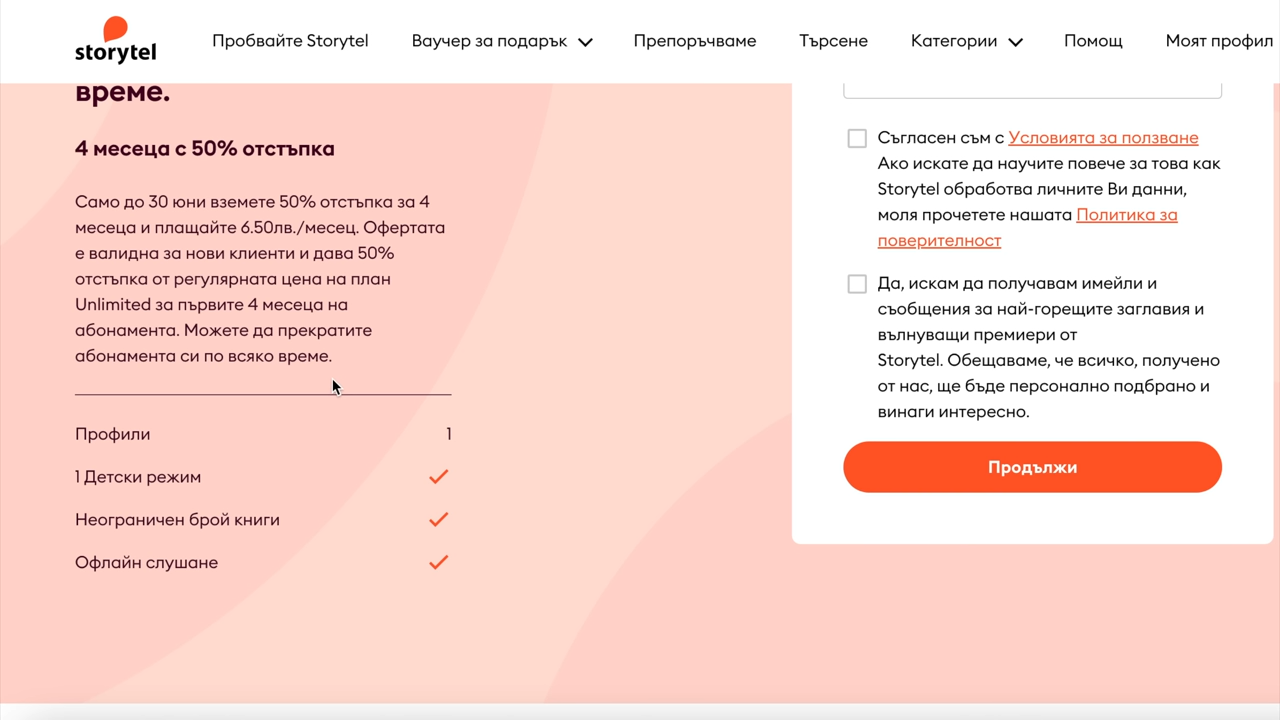 storytel
Пробвайте Storytel
Ваучер за подарък
Препоръчваме
Търсене
Категории
Помощ
Моят профил
време.
4 месеца с 50% отстъпка
Само до 30 юни вземете 50% отстъпка за 4
месеца и плащайте 6.50лв./месец. Офертата
е валидна за нови клиенти и дава 50%
отстъпка от регулярната цена на план
Unlimited за първите 4 месеца на
абонамента. Можете да прекратите
абонамента си по всяко време.
Профили 1
1 Детски режим
Неограничен брой книги
Офлайн слушане
Съгласен съм с Условията за ползване
Ако искате да научите повече за това как
Storytel обработва личните Ви данни,
моля прочетете нашата Политика за
поверителност
Да, искам да получавам имейли и
съобщения за най-горещите заглавия и
вълнуващи премиери от
Storytel. Обещаваме, че всичко, получено
от нас, ще бъде персонално подбрано и
винаги интересно.
Продължи